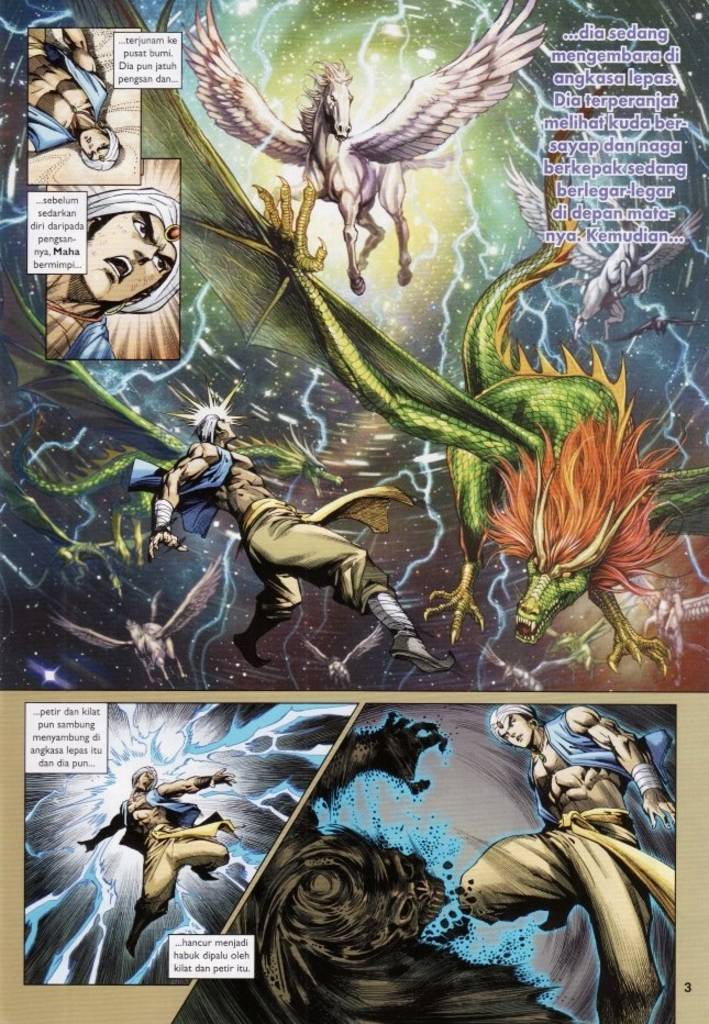 ...terjunam ke
pusat bumi.
Dia pun jatuh
pengsan dan...
...sebelum
sedarkan
diri daripada
pengsan-
nya, Maha
bermimpi...
...dia sedang
mengembara di
angkasa lepas.
Dia terperanjat
melihat kuda ber-
sayap dan naga
berkepak sedang
berlegar-legar
di depan mata-
nya. Kemudian...
...petir dan kilat
pun sambung
menyambung di
angkasa lepas itu
dan dia pun...
...hancur menjadi
habuk dipalu oleh
kilat dan petir itu.
3